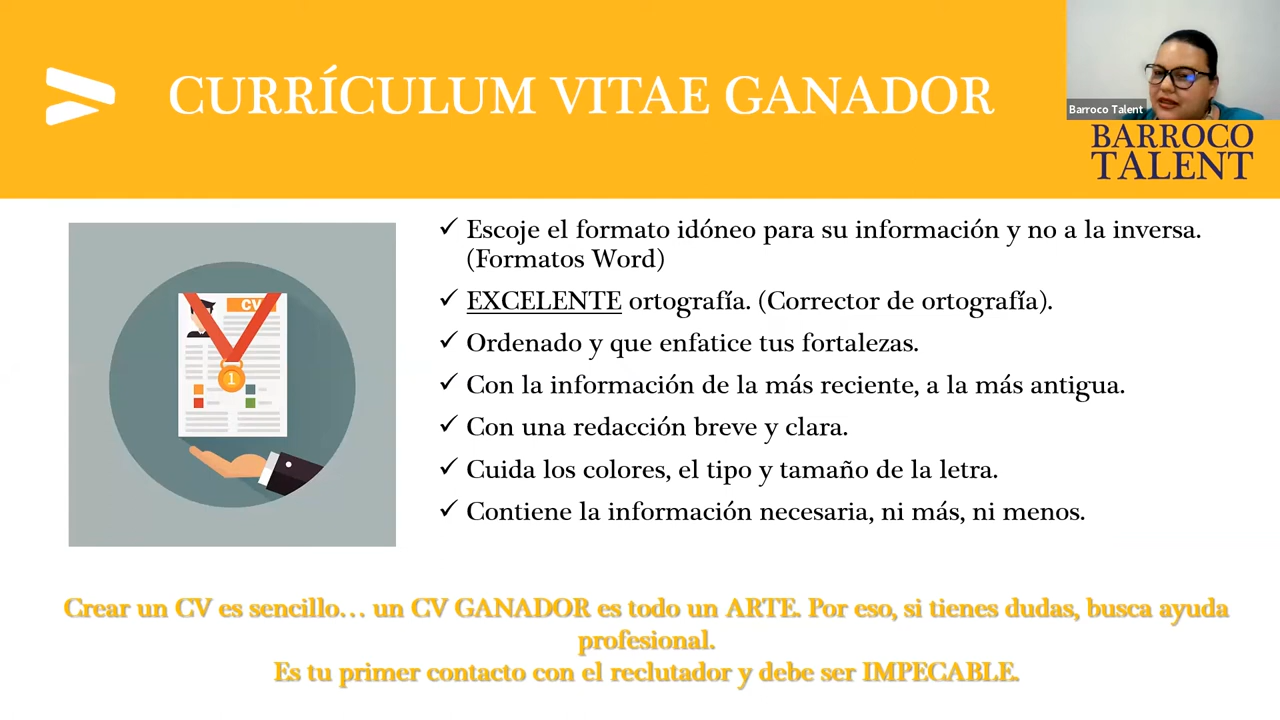 CURRÍCULUM VITAE GANADOR
Barroco Talent
BARROCO
TALENT
✓ Escoje el formato idóneo para su información y no a la inversa.
(Formatos Word)
✓ EXCELENTE ortografía. (Corrector de ortografía).
✓ Ordenado y que enfatice tus fortalezas.
✓ Con la información de la más reciente, a la más antigua.
✓ Con una redacción breve y clara.
✓ Cuida los colores, el tipo y tamaño de la letra.
✓ Contiene la información necesaria, ni más, ni menos.
CV
1
Crear un CV es sencillo… un CV GANADOR es todo un ARTE. Por eso, si tienes dudas, busca ayuda
profesional.
Es tu primer contacto con el reclutador y debe ser IMPECABLE.